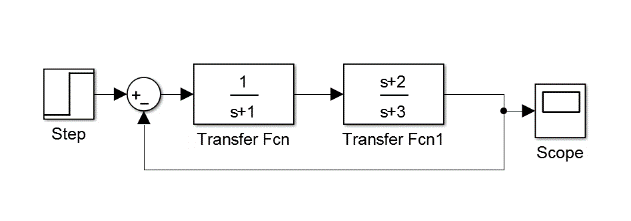 1
s+2
+
−
s+1
s+3
Step
Transfer Fcn
Transfer Fcn1
Scope